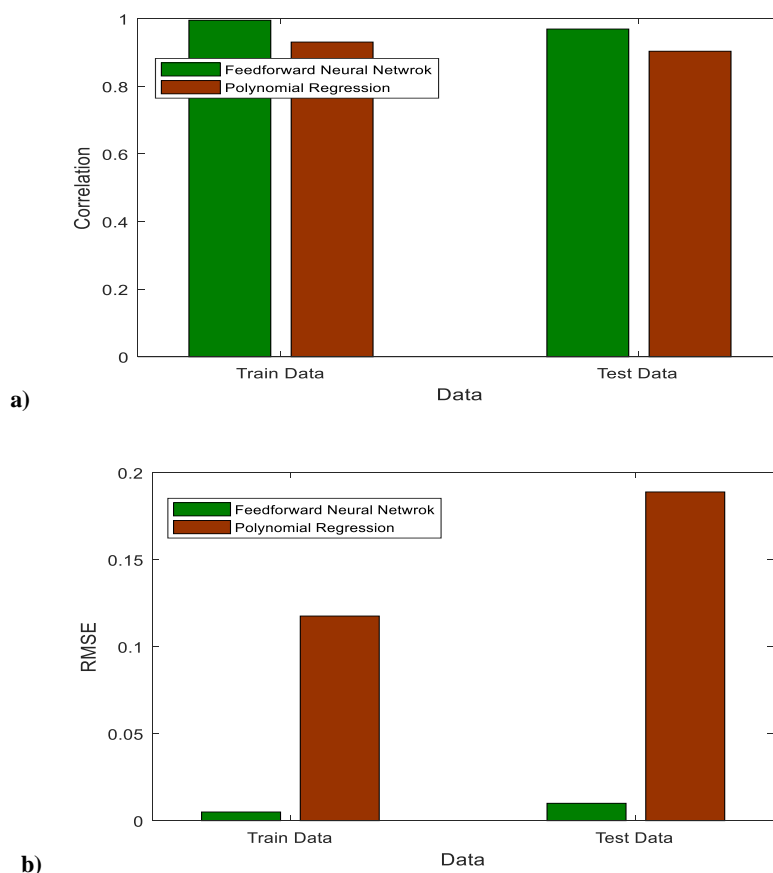 1
Feedforward Neural Netwrok
0.8
Polynomial Regression
0.6
Correlation
0.4
0.2
0
Train Data
Test Data
Data
a)
0.2
Feedforward Neural Netwrok
Polynomial Regression
0.15
0.1
RMSE
0.05
0
Train Data
Test Data
Data
b)